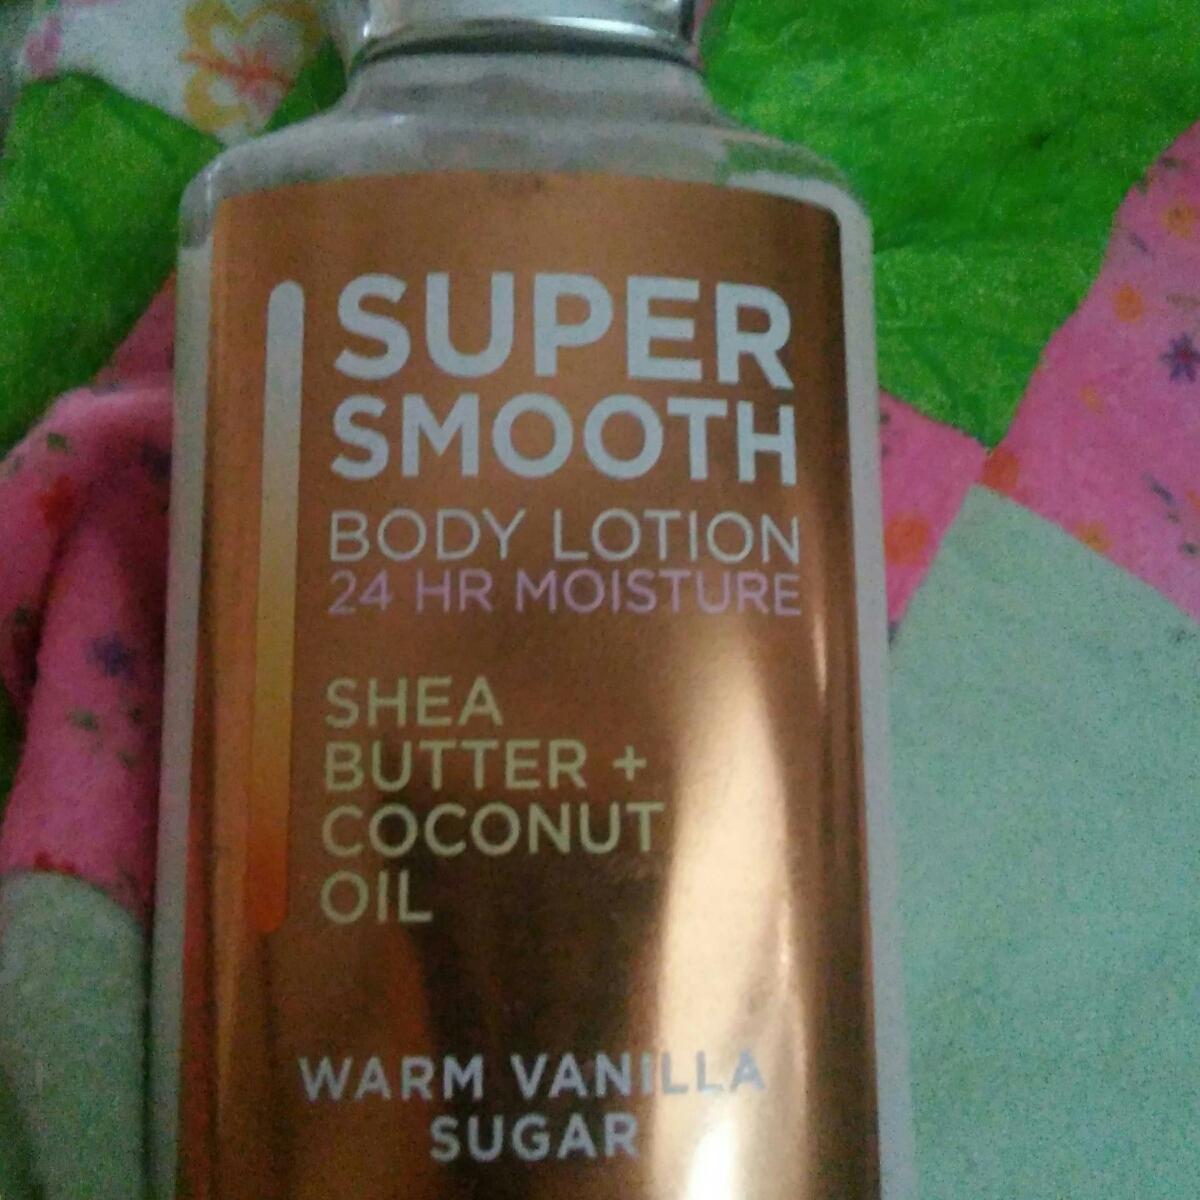 SUPER
SMOOTH
BODY LOTION
24 HR MOISTURE
SHEA
BUTTER +
COCONUT
OIL
WARM VANILLA
SUGAR